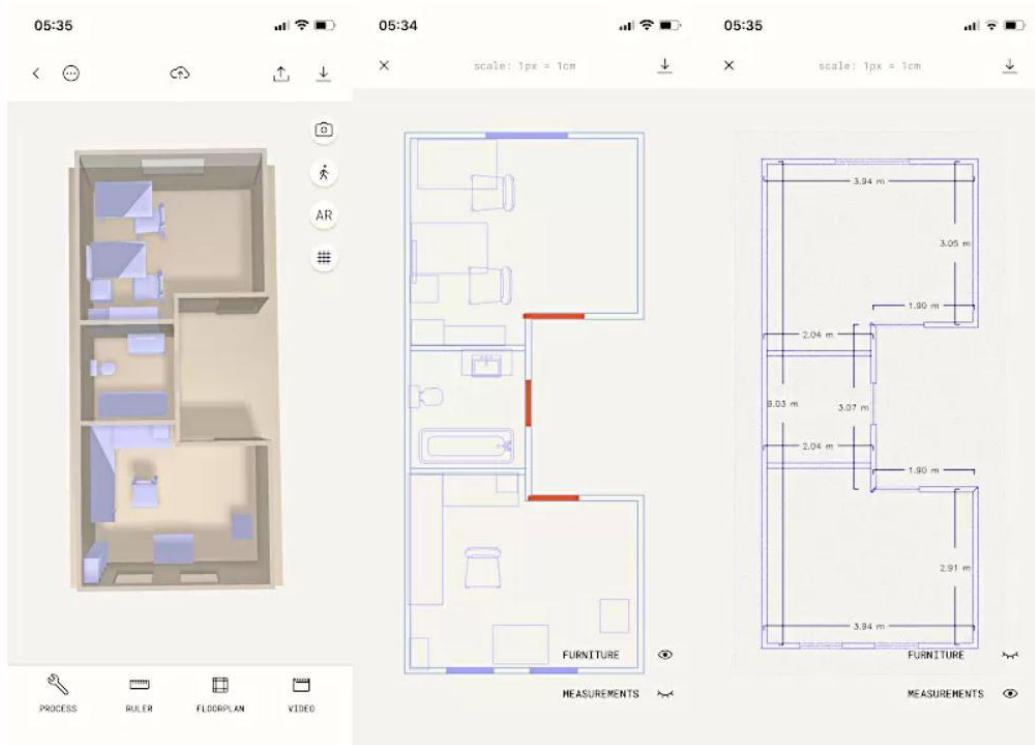 05:35
AR
PROCESS
RULER
FLOORPLAN
VIDEO
05:34
scale: 1px = 1cm
FURNITURE
MEASUREMENTS
05:35
scale: 1px = 1cm
3.94 m
3.05 m
1.90 m
2.04 m
9.03 m
3.07 m
2.04 m
1.90 m
2.91 m
3.94 m
FURNITURE
MEASUREMENTS